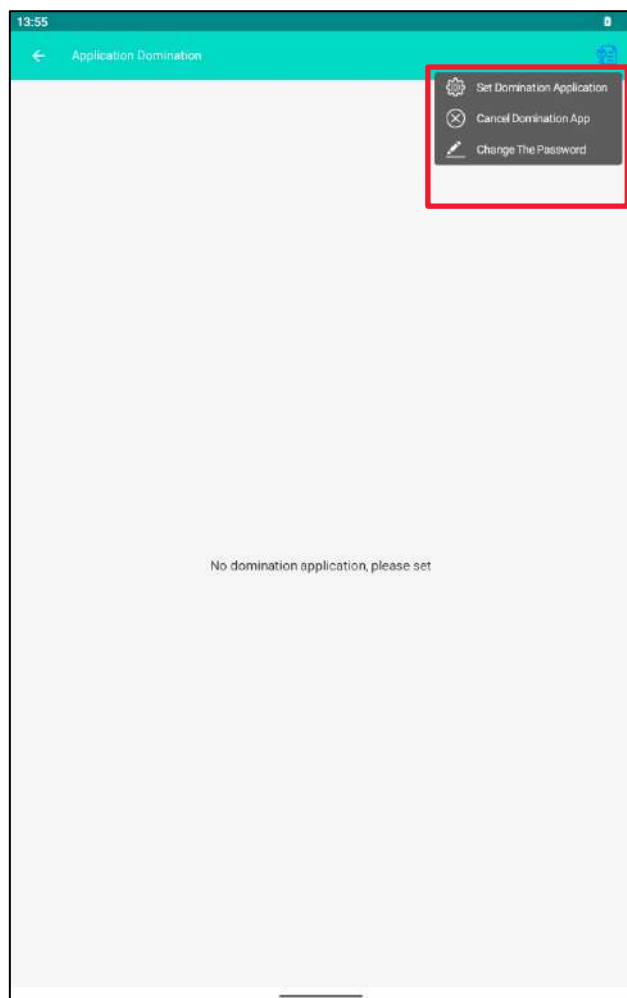 13:55
Application Domination
Set Domination Application
Cancel Domination App
Change The Password
No domination application, please set